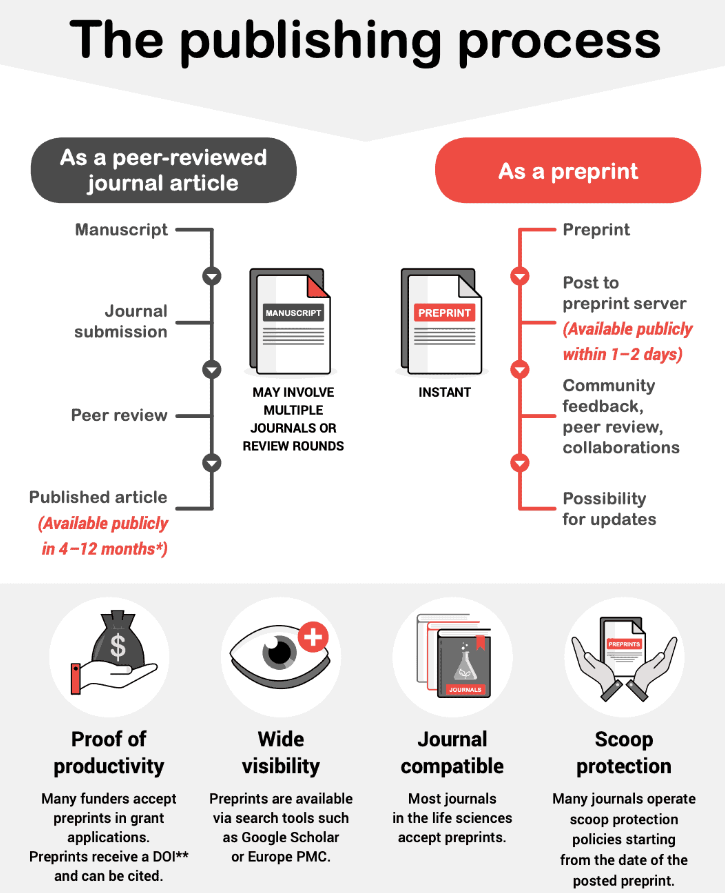 The publishing process
As a peer-reviewed
journal article
Manuscript
Journal
submission
Peer review
Published article
(Available publicly
in 4–12 months*)
MANUSCRIPT
MAY INVOLVE
MULTIPLE
JOURNALS OR
REVIEW ROUNDS
As a preprint
PREPRINT
INSTANT
Preprint
Post to
preprint server
(Available publicly
within 1–2 days)
Community
feedback,
peer review,
collaborations
Possibility
for updates
$
Proof of
productivity
Many funders accept
preprints in grant
applications.
Preprints receive a DOI**
and can be cited.
Wide
visibility
Preprints are available
via search tools such
as Google Scholar
or Europe PMC.
JOURNALS
Journal
compatible
Most journals
in the life sciences
accept preprints.
PREPRINTS
Scoop
protection
Many journals operate
scoop protection
policies starting
from the date of the
posted preprint.